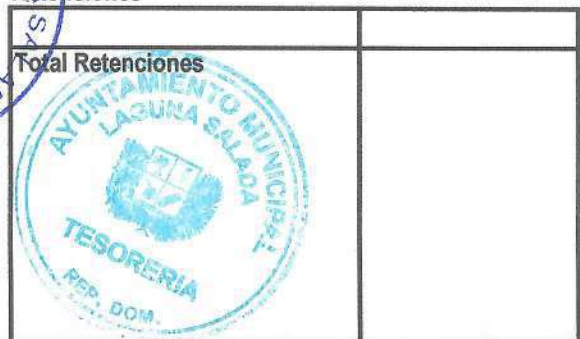 Total Retenciones
AYUNTAMIENTO MUNICIPAL
LAGUNA SALADA
TESORERIA
REP. DOM.